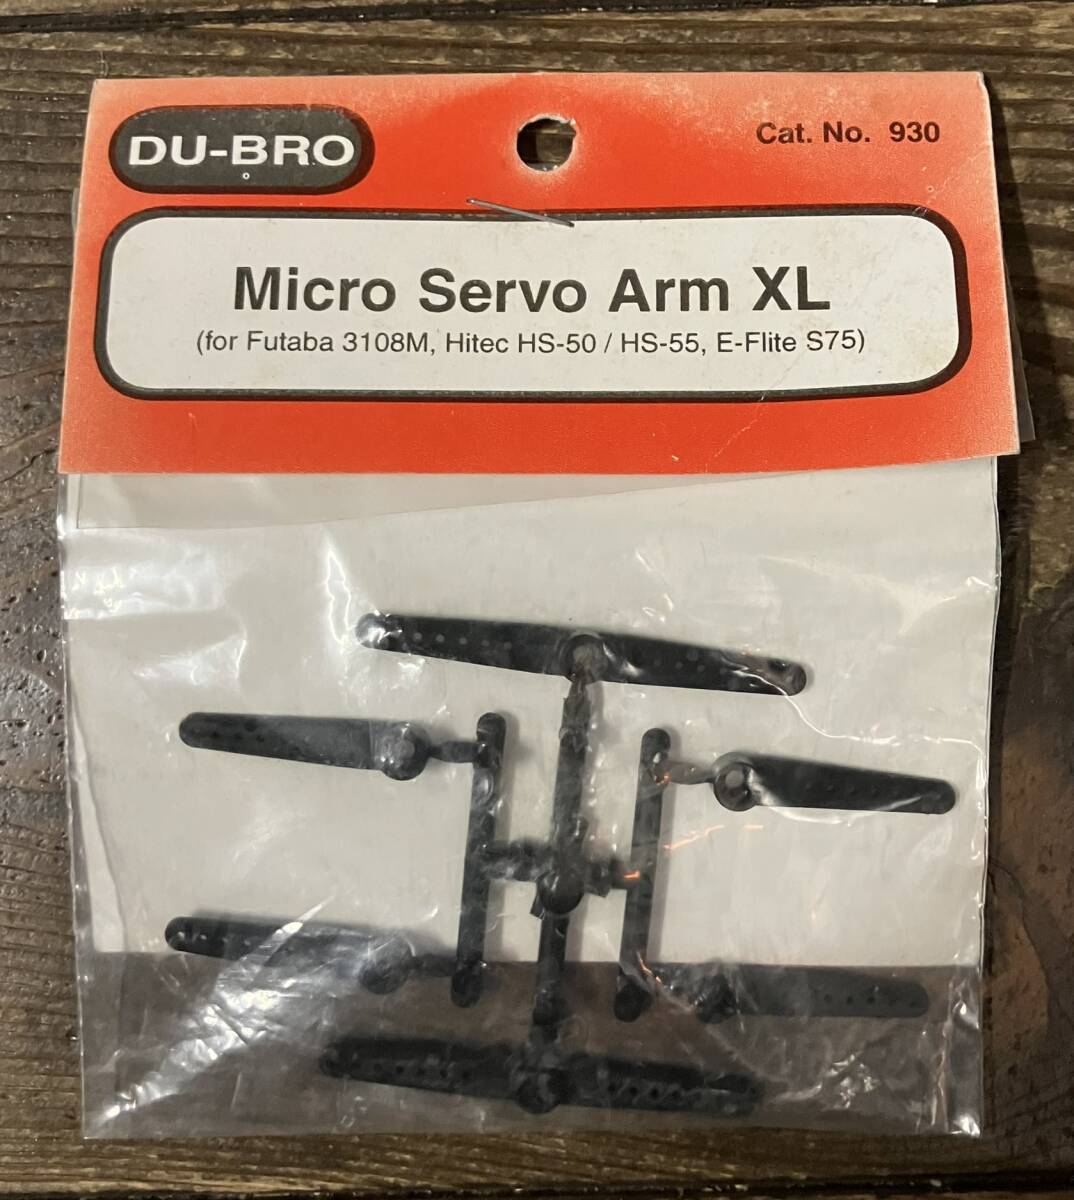 DU-BRO
Cat. No. 930
Micro Servo Arm XL
(for Futaba 3108M, Hitec HS-50 / HS-55, E-Flite S75)